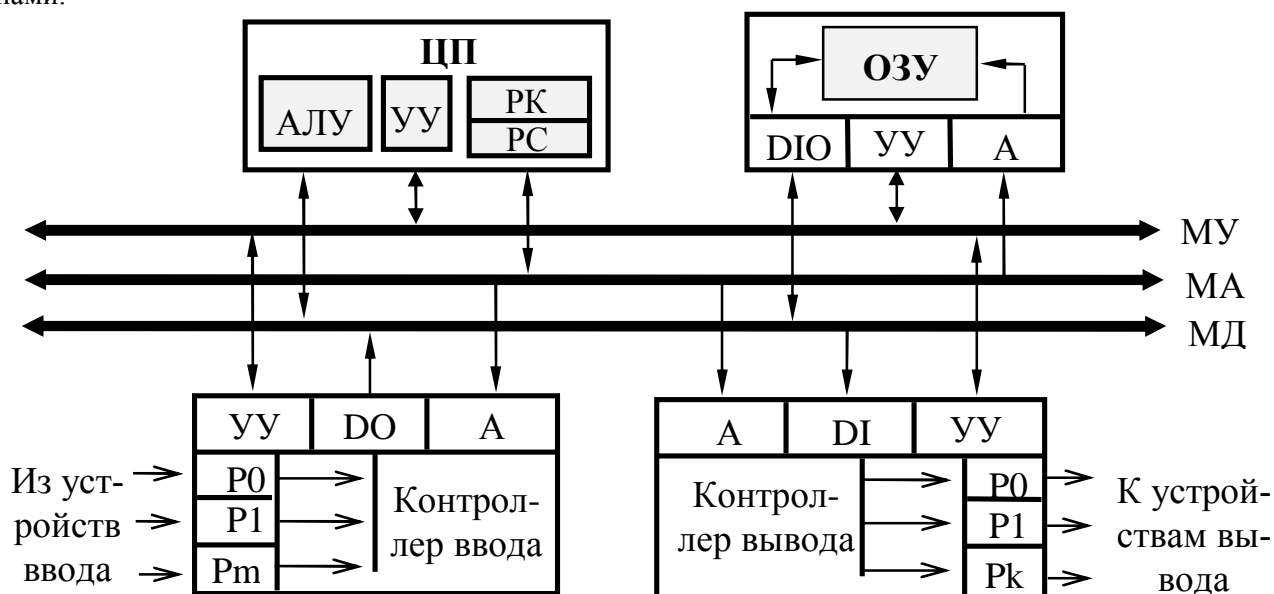 ЦП
АЛУ
УУ
РК
РС
ОЗУ
DIO
УУ
А
МУ
МА
МД
УУ
DO
А
А
DI
УУ
Из уст-
ройств
ввода
P0
P1
Pm
Контрол-
лер ввода
Контрол-
лер вывода
P0
P1
Pk
К устрой-
ствам вы-
вода